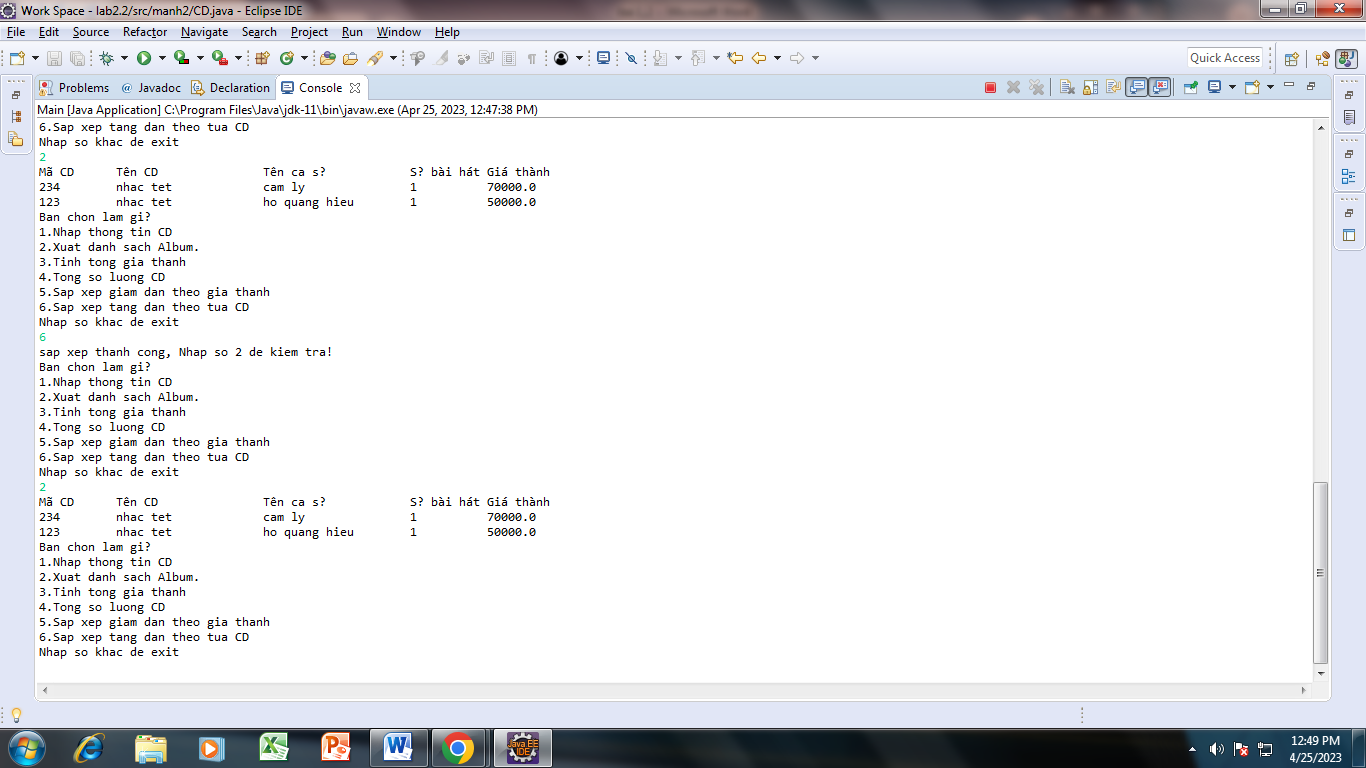 Work Space - lab2.2/src/manh2/CD.java - Eclipse IDE
File Edit Source Refactor Navigate Search Project Run Window Help
Quick Access
Problems @ Javadoc Declaration Console
Main [Java Application] C:\Program Files\Java\jdk-11\bin\javaw.exe (Apr 25, 2023, 12:47:38 PM)
6.Sap xep tang dan theo tua CD
Nhap so khac de exit
2
Mã CD Tên CD Tên ca s? S? bài hát Giá thành
234 nhac tet cam ly 1 70000.0
123 nhac tet ho quang hieu 1 50000.0
Ban chon lam gi?
1.Nhap thong tin CD
2.Xuat danh sach Album.
3.Tinh tong gia thanh
4.Tong so luong CD
5.Sap xep giam dan theo gia thanh
6.Sap xep tang dan theo tua CD
Nhap so khac de exit
6
sap xep thanh cong, Nhap so 2 de kiem tra!
Ban chon lam gi?
1.Nhap thong tin CD
2.Xuat danh sach Album.
3.Tinh tong gia thanh
4.Tong so luong CD
5.Sap xep giam dan theo gia thanh
6.Sap xep tang dan theo tua CD
Nhap so khac de exit
2
Mã CD Tên CD Tên ca s? S? bài hát Giá thành
234 nhac tet cam ly 1 70000.0
123 nhac tet ho quang hieu 1 50000.0
Ban chon lam gi?
1.Nhap thong tin CD
2.Xuat danh sach Album.
3.Tinh tong gia thanh
4.Tong so luong CD
5.Sap xep giam dan theo gia thanh
6.Sap xep tang dan theo tua CD
Nhap so khac de exit
Java EE
IDE
12:49 PM
4/25/2023